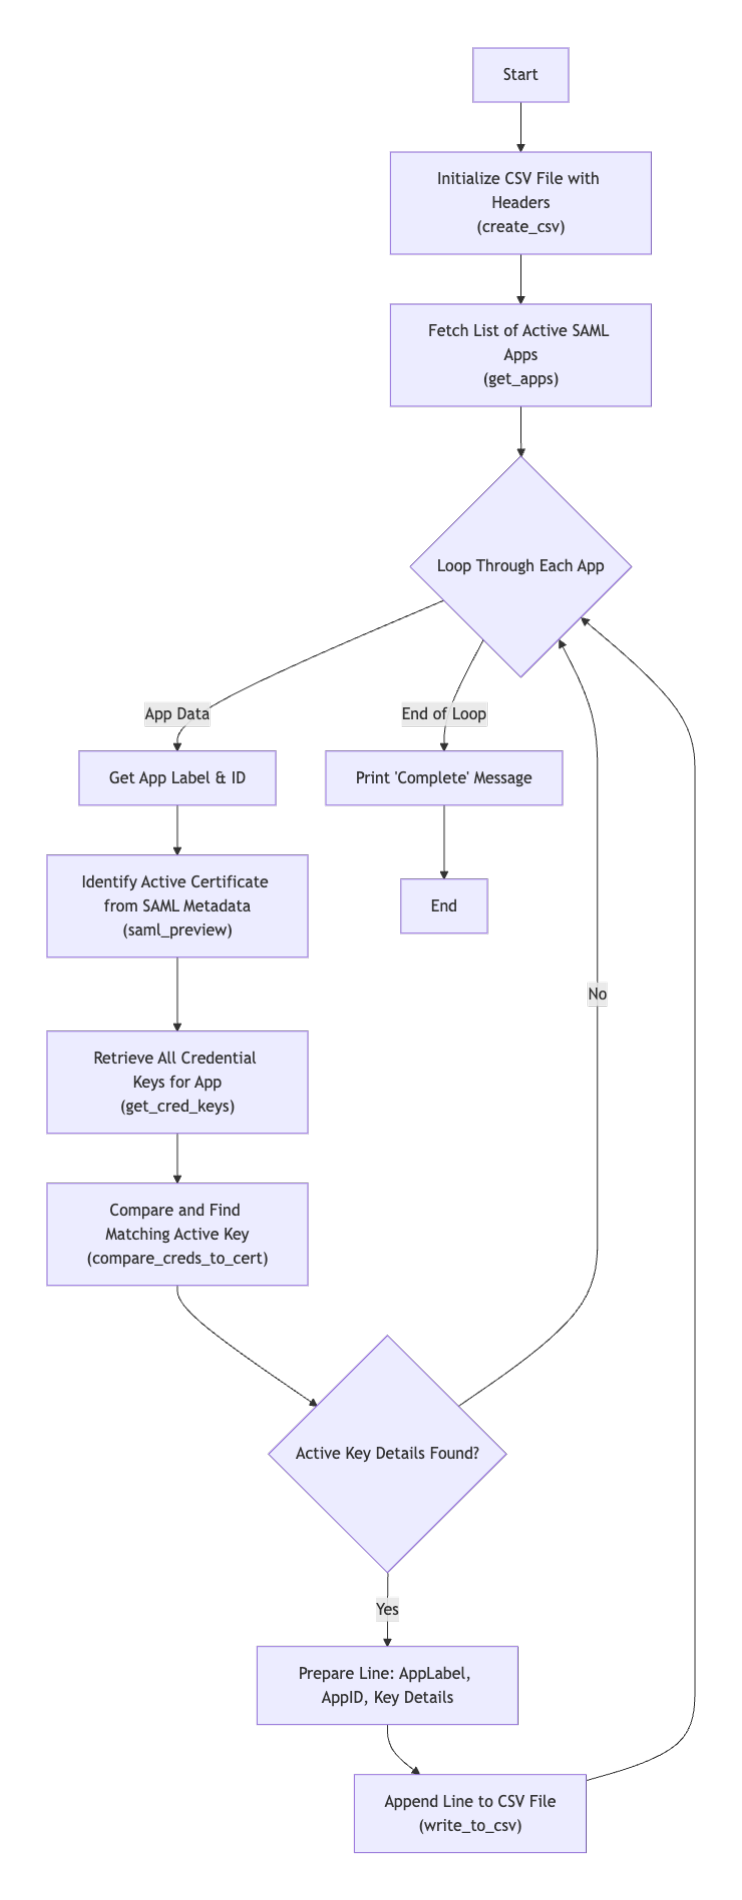 Start
Initialize CSV File with
Headers
(create_csv)
Fetch List of Active SAML
Apps
(get_apps)
Loop Through Each App
App Data
End of Loop
Get App Label & ID
Print 'Complete' Message
Identify Active Certificate
from SAML Metadata
(saml_preview)
End
No
Retrieve All Credential
Keys for App
(get_cred_keys)
Compare and Find
Matching Active Key
(compare_creds_to_cert)
Active Key Details Found?
Yes
Prepare Line: AppLabel,
AppID, Key Details
Append Line to CSV File
(write_to_csv)